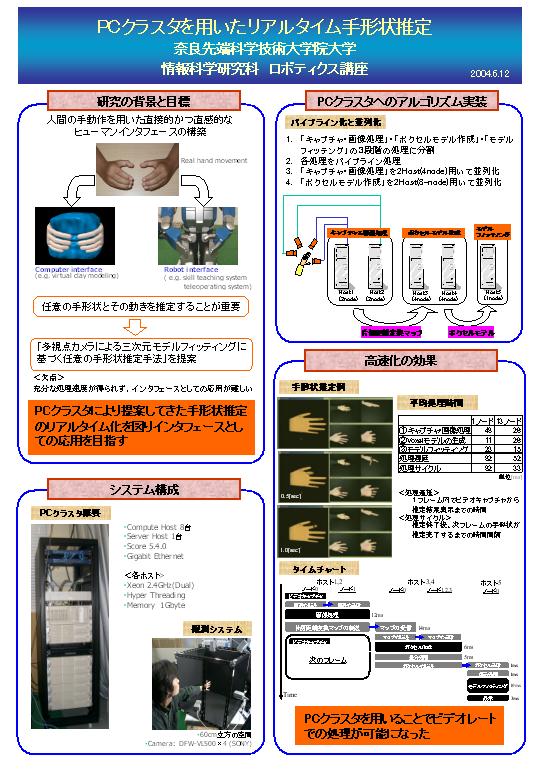 PCクラスタを用いたリアルタイム手形状推定
奈良先端科学技術大学院大学
情報科学研究科 ロボティクス講座
2004.6.12
研究の背景と目標
人間の手動作を用いた直接的かつ直感的な
ヒューマンインタフェースの構築
Real hand movement
Computer interface
(e.g. virtual clay modeling)
Robot interface
( e.g. skill teaching system
teleoperating system)
任意の手形状とその動きを推定することが重要
「多視点カメラによる三次元モデルフィッティングに
基づく任意の手形状推定手法」を提案
<欠点>
充分な処理速度が得られず、インタフェースとしての応用が難しい
PCクラスタにより提案してきた手形状推定
のリアルタイム化を図りインタフェースとし
ての応用を目指す
システム構成
PCクラスタ概要
・Compute Host 8台
・Server Host 1台
・Score 5.4.0
・Gigabit Ethernet
<各ホスト>
・Xeon 2.4GHz(Dual)
・Hyper Threading
・Memory 1Gbyte
観測システム
・60cm立方の空間
・Camera: DFW-VL500×4 (SONY)
PCクラスタへのアルゴリズム実装
パイプライン化と並列化
1. 「キャプチャ・画像処理」・「ボクセルモデル作成」・「モデル
フィッティング」の3段階の処理に分割
2. 各処理をパイプライン処理
3. 「キャプチャ・画像処理」を2Host(4node)用いて並列化
4. 「ボクセルモデル作成」を2Host(8-node)用いて並列化
キャプチャ・画像処理
ボクセルモデル作成
モデル
フィッティング
Host1
(2node)
Host2
(2node)
Host3
(4node)
Host4
(4node)
Host5
(1node)
ボクセルモデル
高速化の効果
手形状推定例
0.5[sec]
1.0[sec]
平均処理時間
1ノード 13ノード
①キャプチャ・画像処理
②Voxelモデルの生成
③モデルフィッティング
処理遅延 82 52
処理サイクル 82 33
<処理遅延>
1フレーム内でビデオキャプチャから
推定結果表示までの時間
<処理サイクル>
推定終了後、次フレームの手形状が
推定完了するまでの時間間隔
タイムチャート
ホスト1,2
ホスト3,4
ホスト5
ビデオキャプチャ
画像処理
マップの受信
次のフレーム
モデルフィッティング
Time
PCクラスタを用いることでビデオレート
での処理が可能になった